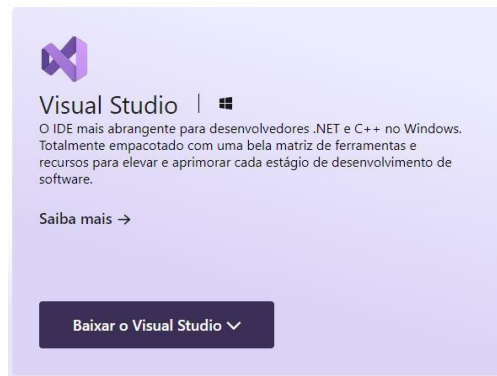 Visual Studio
O IDE mais abrangente para desenvolvedores .NET e C++ no Windows.
Totalmente empacotado com uma bela matriz de ferramentas e
recursos para elevar e aprimorar cada estágio de desenvolvimento de
software.
Saiba mais →
Baixar o Visual Studio